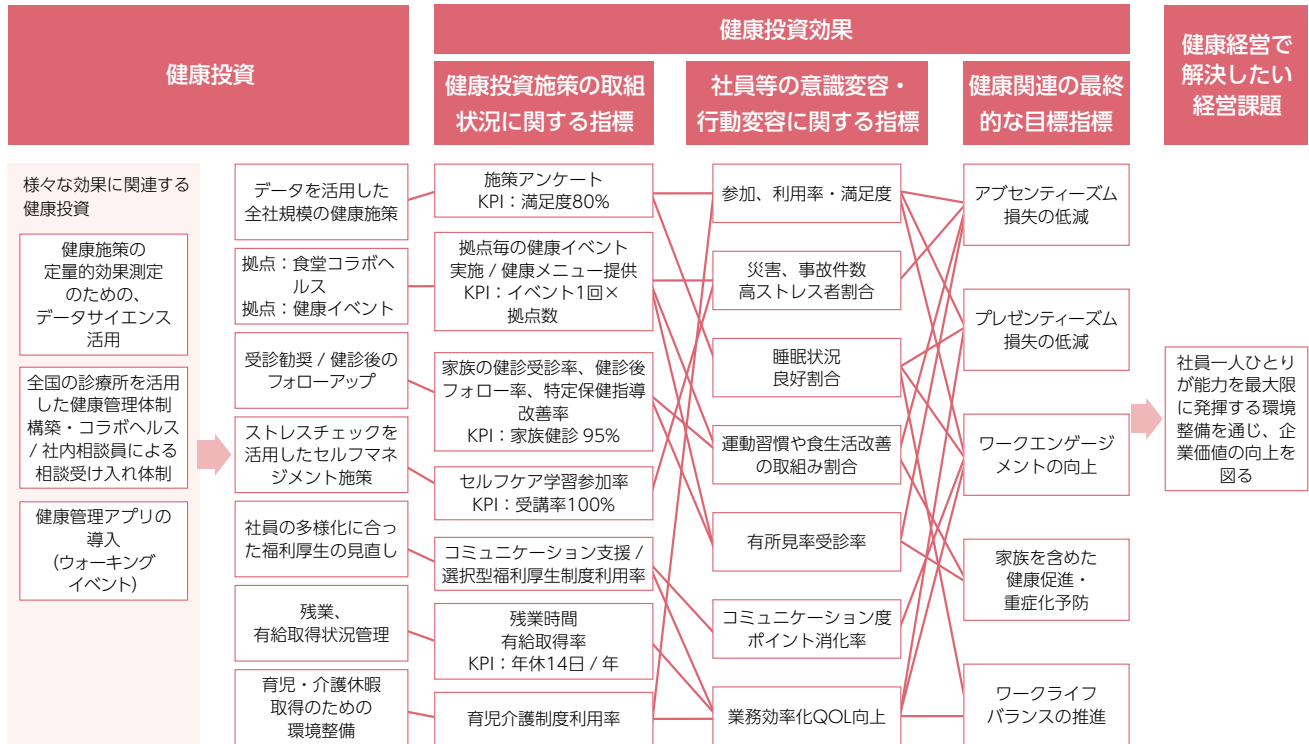 健康投資
健康投資効果
健康経営で
解決したい
経営課題
健康投資施策の取組
状況に関する指標
社員等の意識変容・
行動変容に関する指標
健康関連の最終
的な目標指標
様々な効果に関連する
健康投資
健康施策の
定量的効果測定
のための、
データサイエンス
活用
全国の診療所を活用
した健康管理体制
構築・コラボヘルス
/ 社内相談員による
相談受け入れ体制
健康管理アプリの
導入
(ウォーキング
イベント)
データを活用した
全社規模の健康施策
拠点：食堂コラボヘ
ルス
拠点：健康イベント
受診勧奨 / 健診後の
フォローアップ
ストレスチェックを
活用したセルフマネ
ジメント施策
社員の多様化に合っ
た福利厚生の見直し
残業、
有給取得状況管理
育児・介護休暇
取得のための
環境整備
施策アンケート
KPI：満足度80%
拠点毎の健康イベント
実施 / 健康メニュー提供
KPI：イベント1回×
拠点数
家族の健診受診率、健診後
フォロー率、特定保健指導
改善率
KPI：家族健診 95%
セルフケア学習参加率
KPI：受講率100%
コミュニケーション支援 /
選択型福利厚生制度利用率
残業時間
有給取得率
KPI：年休14日 / 年
育児介護制度利用率
参加、利用率・満足度
災害、事故件数
高ストレス者割合
睡眠状況
良好割合
運動習慣や食生活改善
の取組み割合
有所見率受診率
コミュニケーション度
ポイント消化率
業務効率化QOL向上
アブセンティーズム
損失の低減
プレゼンティーズム
損失の低減
ワークエンゲージ
メントの向上
家族を含めた
健康促進・
重症化予防
ワークライフ
バランスの推進
社員一人ひとり
が能力を最大限
に発揮する環境
整備を通じ、企
業価値の向上を
図る